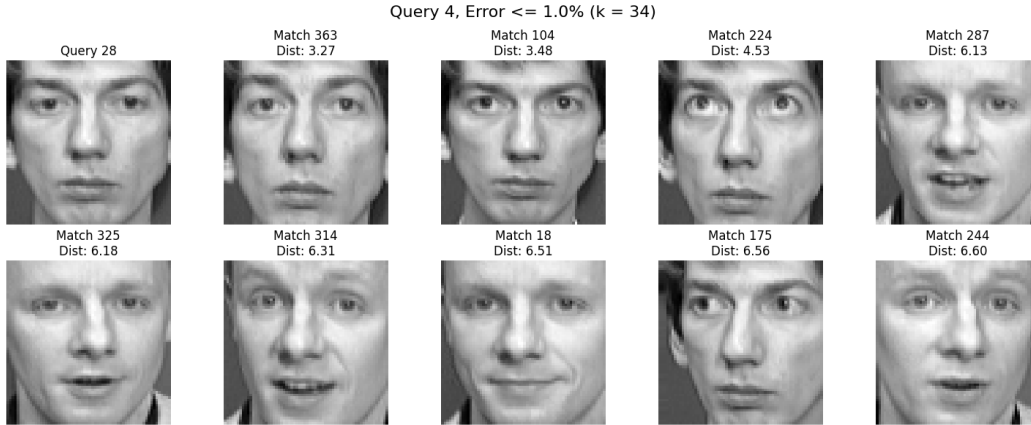 Query 4, Error <= 1.0% (k = 34)
Query 28
Match 363
Dist: 3.27
Match 104
Dist: 3.48
Match 224
Dist: 4.53
Match 287
Dist: 6.13
Match 325
Dist: 6.18
Match 314
Dist: 6.31
Match 18
Dist: 6.51
Match 175
Dist: 6.56
Match 244
Dist: 6.60